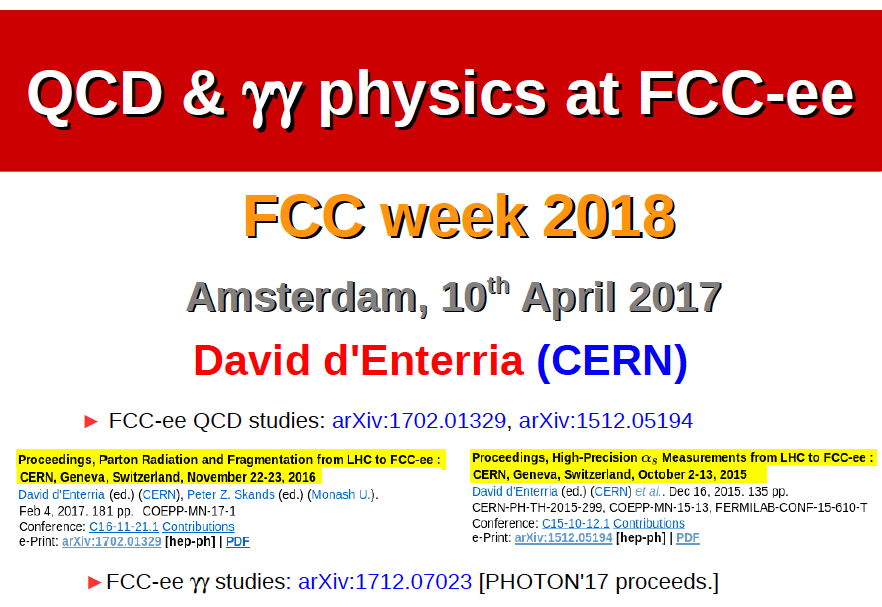 QCD & γγ physics at FCC-ee
FCC week 2018
Amsterdam, 10th April 2017
David d'Enterria (CERN)
► FCC-ee QCD studies: arXiv:1702.01329, arXiv:1512.05194
Proceedings, Parton Radiation and Fragmentation from LHC to FCC-ee :
CERN, Geneva, Switzerland, November 22-23, 2016
David d'Enterria (ed.) (CERN), Peter Z. Skands (ed.) (Monash U.).
Feb 4, 2017. 181 pp. COEPP-MN-17-1
Conference: C16-11-21.1 Contributions
e-Print: arXiv:1702.01329 [hep-ph] | PDF
Proceedings, High-Precision αs Measurements from LHC to FCC-ee :
CERN, Geneva, Switzerland, October 2-13, 2015
David d'Enterria (ed.) (CERN) et al.. Dec 16, 2015. 135 pp.
CERN-PH-TH-2015-299, COEPP-MN-15-13, FERMILAB-CONF-15-610-T
Conference: C15-10-12.1 Contributions
e-Print: arXiv:1512.05194 [hep-ph] | PDF
►FCC-ee γγ studies: arXiv:1712.07023 [PHOTON'17 proceeds.]